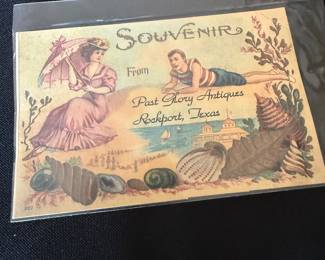 SOUVENIR
From
Past Glory Antiques
Rockport, Texas